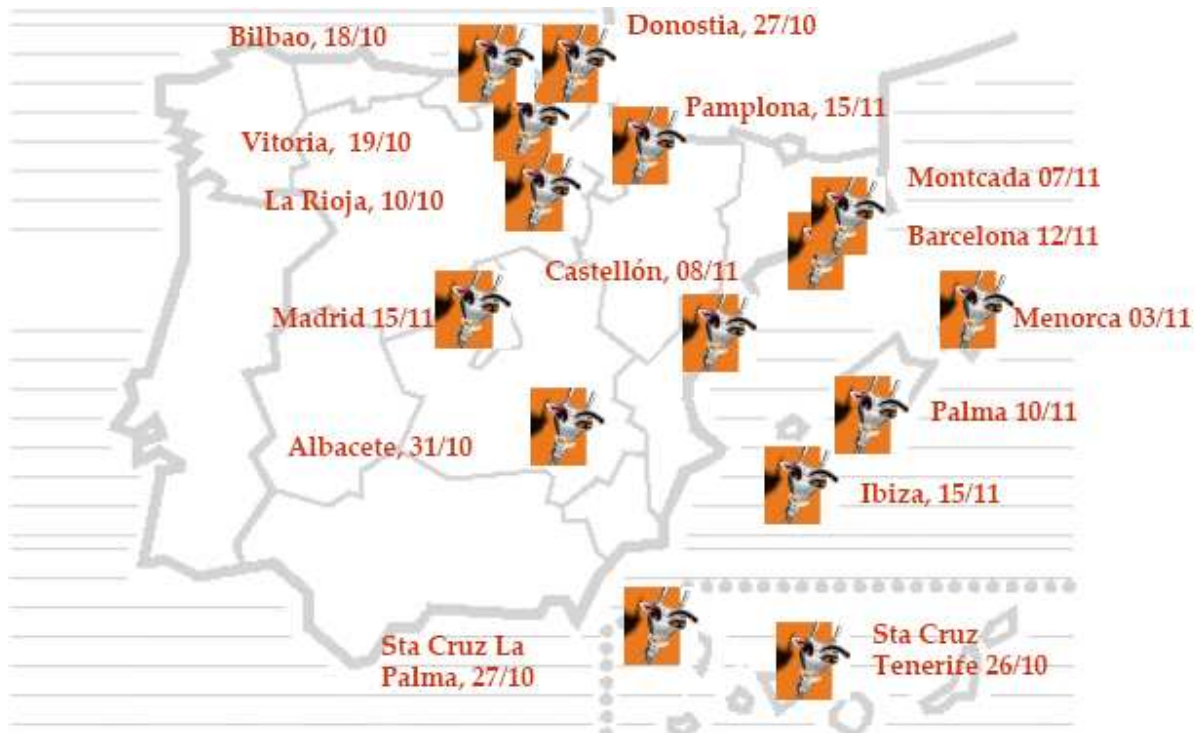 Bilbao, 18/10
Donostia, 27/10
Pamplona, 15/11
Vitoria, 19/10
Montcada 07/11
La Rioja, 10/10
Barcelona 12/11
Castellón, 08/11
Madrid 15/11
Menorca 03/11
Palma 10/11
Albacete, 31/10
Ibiza, 15/11
Sta Cruz La
Palma, 27/10
Sta Cruz
Tenerife 26/10